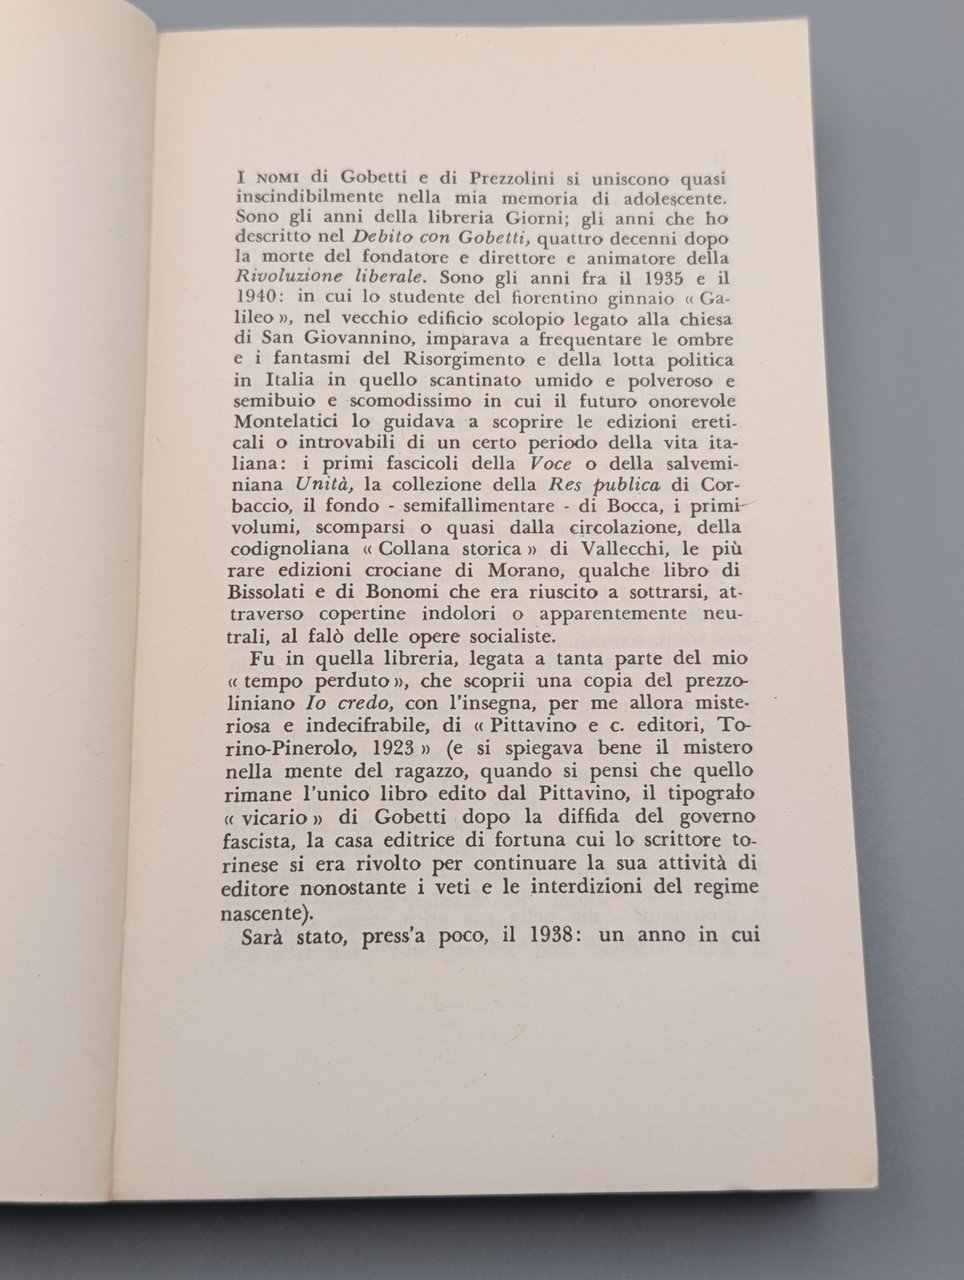 I NOMI di Gobetti e di Prezzolini si uniscono quasi
inscindibilmente nella mia memoria di adolescente.
Sono gli anni della libreria Giorni; gli anni che ho
descritto nel Debito con Gobetti, quattro decenni dopo
la morte del fondatore e direttore e animatore della
Rivoluzione liberale. Sono gli anni fra il 1935 e il
1940: in cui lo studente del fiorentino ginnaio « Ga-
lileo », nel vecchio edificio scolopio legato alla chiesa
di San Giovannino, imparava a frequentare le ombre
e i fantasmi del Risorgimento e della lotta politica
in Italia in quello scantinato umido e polveroso e
semibuio e scomodissimo in cui il futuro onorevole
Montelatici lo guidava a scoprire le edizioni ereti-
cali o introvabili di un certo periodo della vita ita-
liana: i primi fascicoli della Voce o della salvemi-
niana Unità, la collezione della Res publica di Cor-
baccio, il fondo - semifallimentare - di Bocca, i primi
volumi, scomparsi o quasi dalla circolazione, della
codignoliana « Collana storica » di Vallecchi, le più
rare edizioni crociane di Morano, qualche libro di
Bissolati e di Bonomi che era riuscito a sottrarsi, at-
traverso copertine indolori o apparentemente neu-
trali, al falò delle opere socialiste.
Fu in quella libreria, legata a tanta parte del mio
« tempo perduto », che scoprii una copia del prezzo-
liniano Io credo, con l'insegna, per me allora miste-
riosa e indecifrabile, di « Pittavino e c. editori, To-
rino-Pinerolo, 1923 » (e si spiegava bene il mistero
nella mente del ragazzo, quando si pensi che quello
rimane l'unico libro edito dal Pittavino, il tipografo
« vicario » di Gobetti dopo la diffida del governo
fascista, la casa editrice di fortuna cui lo scrittore to-
rinese si era rivolto per continuare la sua attività di
editore nonostante i veti e le interdizioni del regime
nascente).
Sarà stato, press'a poco, il 1938: un anno in cui